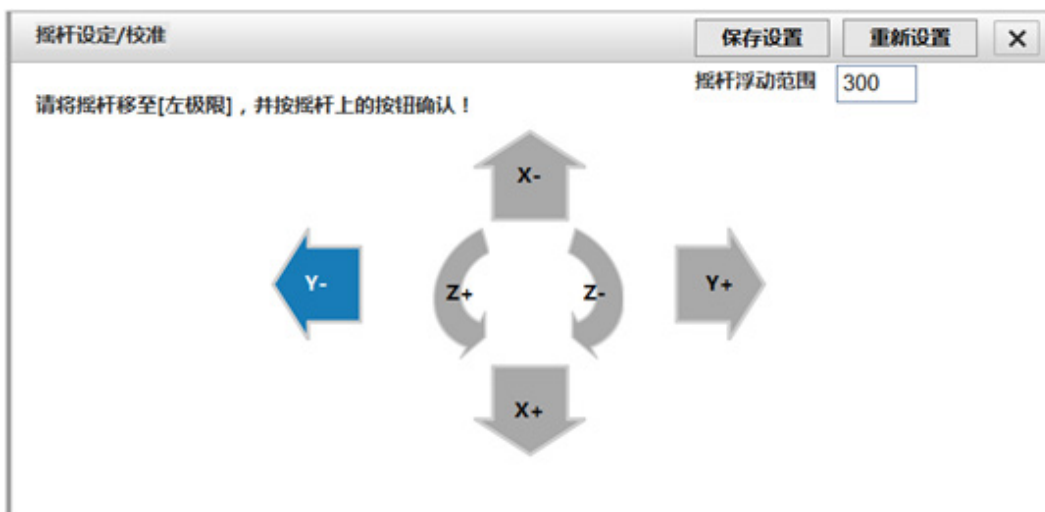 摇杆设定/校准
保存设置
重新设置
×
摇杆浮动范围
300
请将摇杆移至[左极限]，并按摇杆上的按钮确认！
X-
Y-
Z+
Z-
Y+
X+